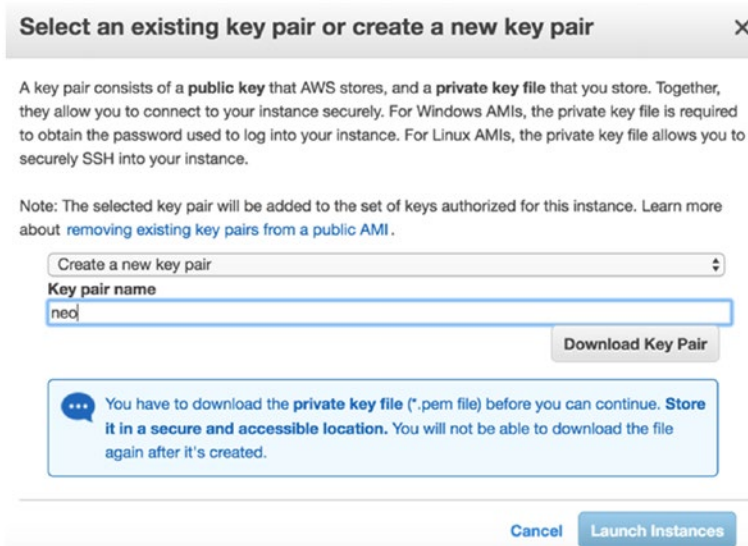 Select an existing key pair or create a new key pair
A key pair consists of a public key that AWS stores, and a private key file that you store. Together,
they allow you to connect to your instance securely. For Windows AMIs, the private key file is required
to obtain the password used to log into your instance. For Linux AMIs, the private key file allows you to
securely SSH into your instance.
Note: The selected key pair will be added to the set of keys authorized for this instance. Learn more
about removing existing key pairs from a public AMI.
Create a new key pair
Key pair name
neo
Download Key Pair
You have to download the private key file (*.pem file) before you can continue. Store
it in a secure and accessible location. You will not be able to download the file
again after it's created.
Cancel Launch Instances